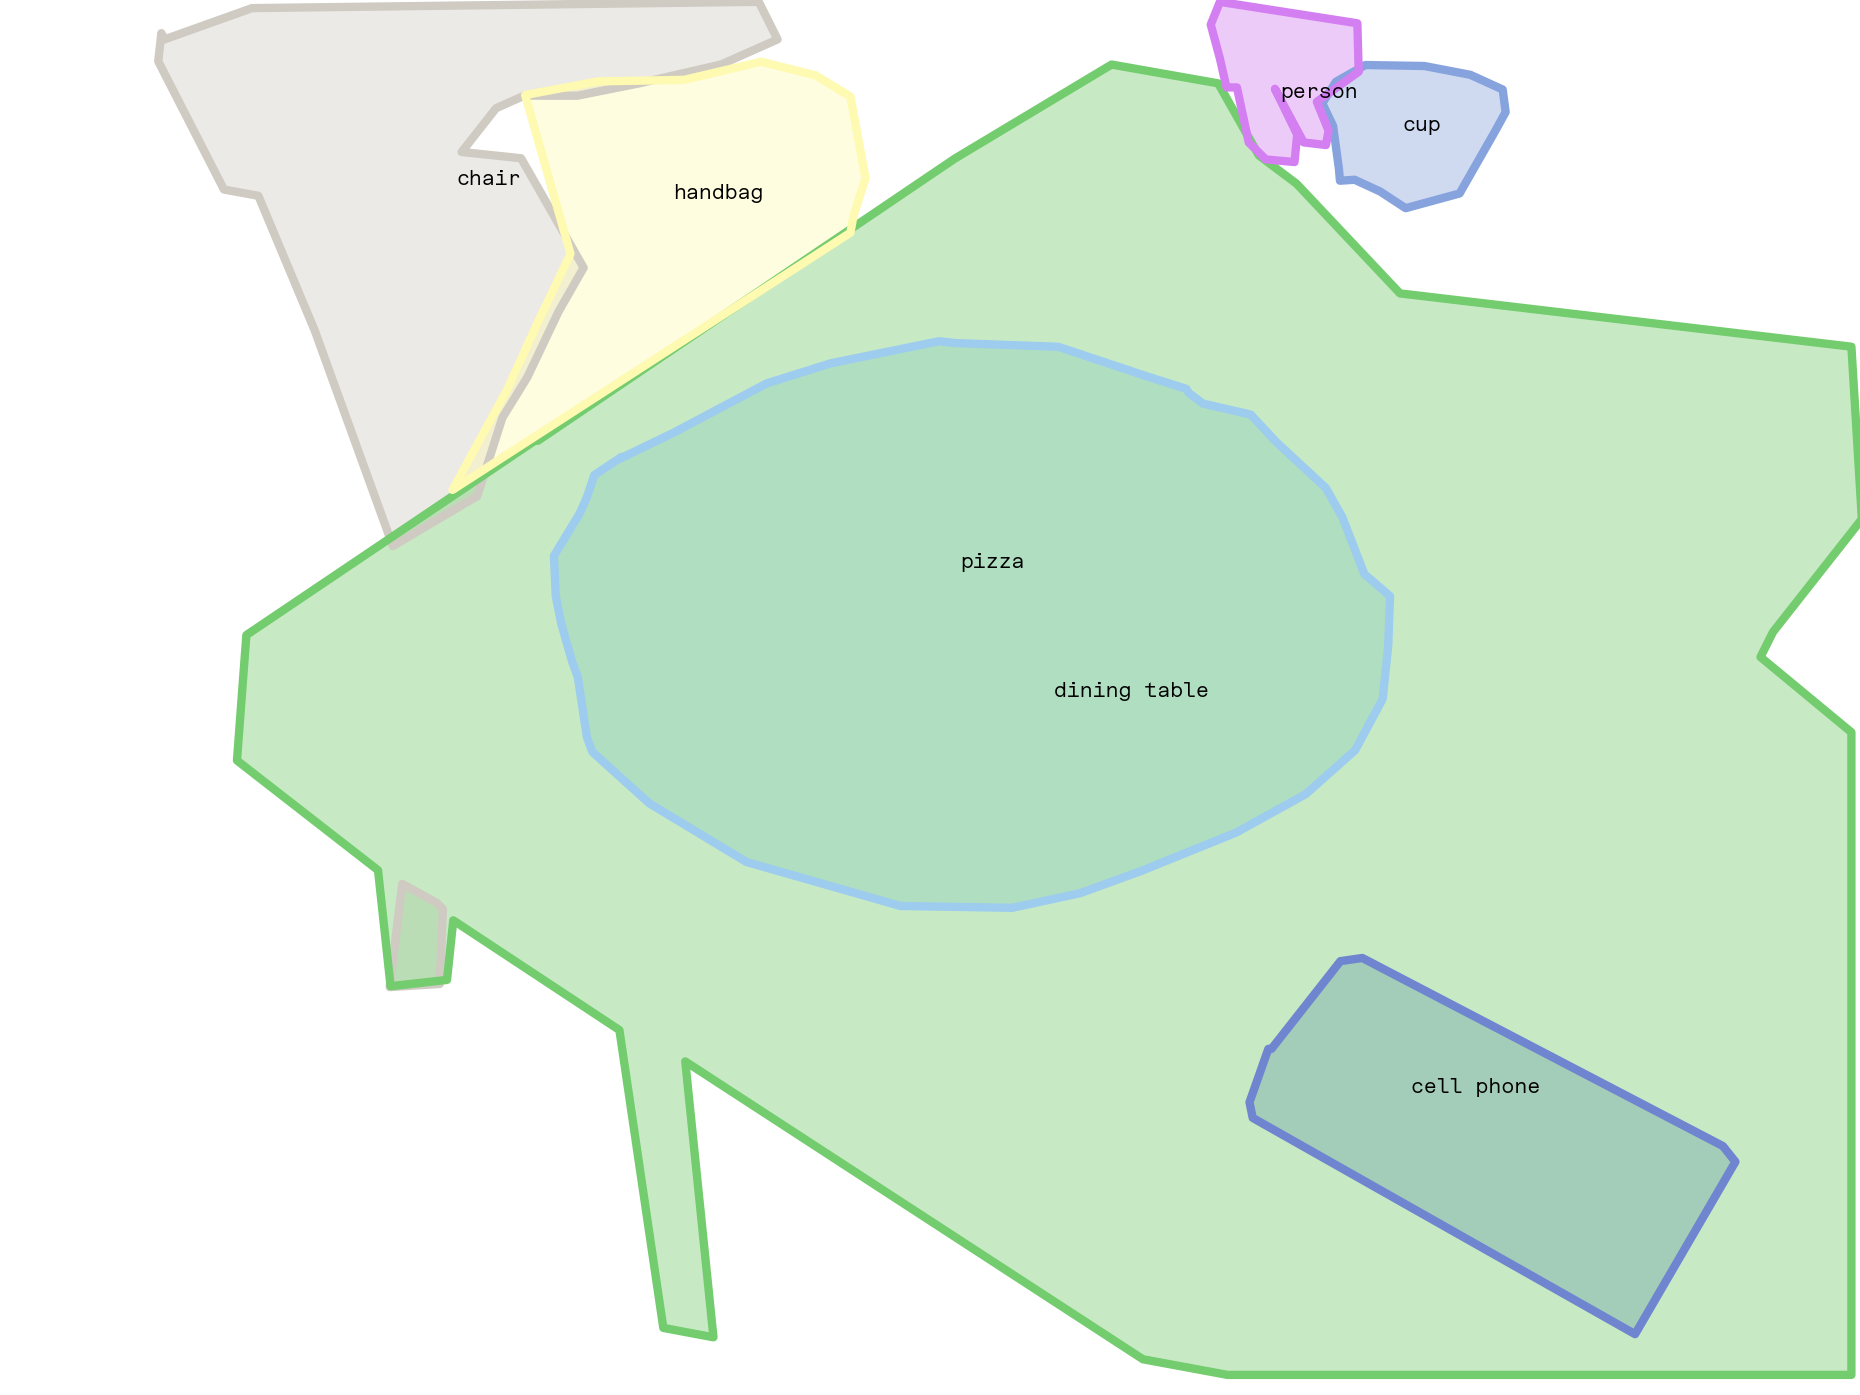 person
cup
chair
handbag
pizza
dining table
cell phone